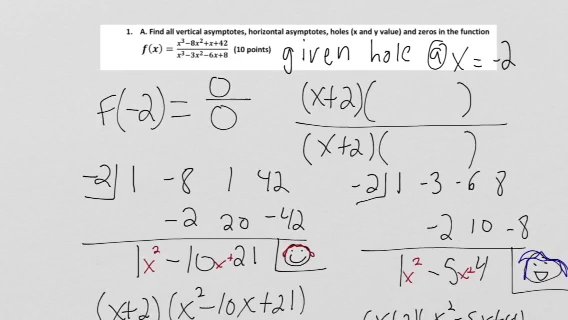 1. A. Find all vertical asymptotes, horizontal asymptotes, holes (x and y value) and zeros in the function
f(x) = x³−8x²+x+42 / x³−3x²−6x+8 (10 points) given hole @ x = -2
F(-2) = 0/0
(x+2)( )
(x+2)( )
-2| 1 -8 1 42
-2 20 -42
1x² -10x+21
(x+2)(x²-10x+21)
-2| 1 -3 -6 8
-2 10 -8
1x² -5x+4